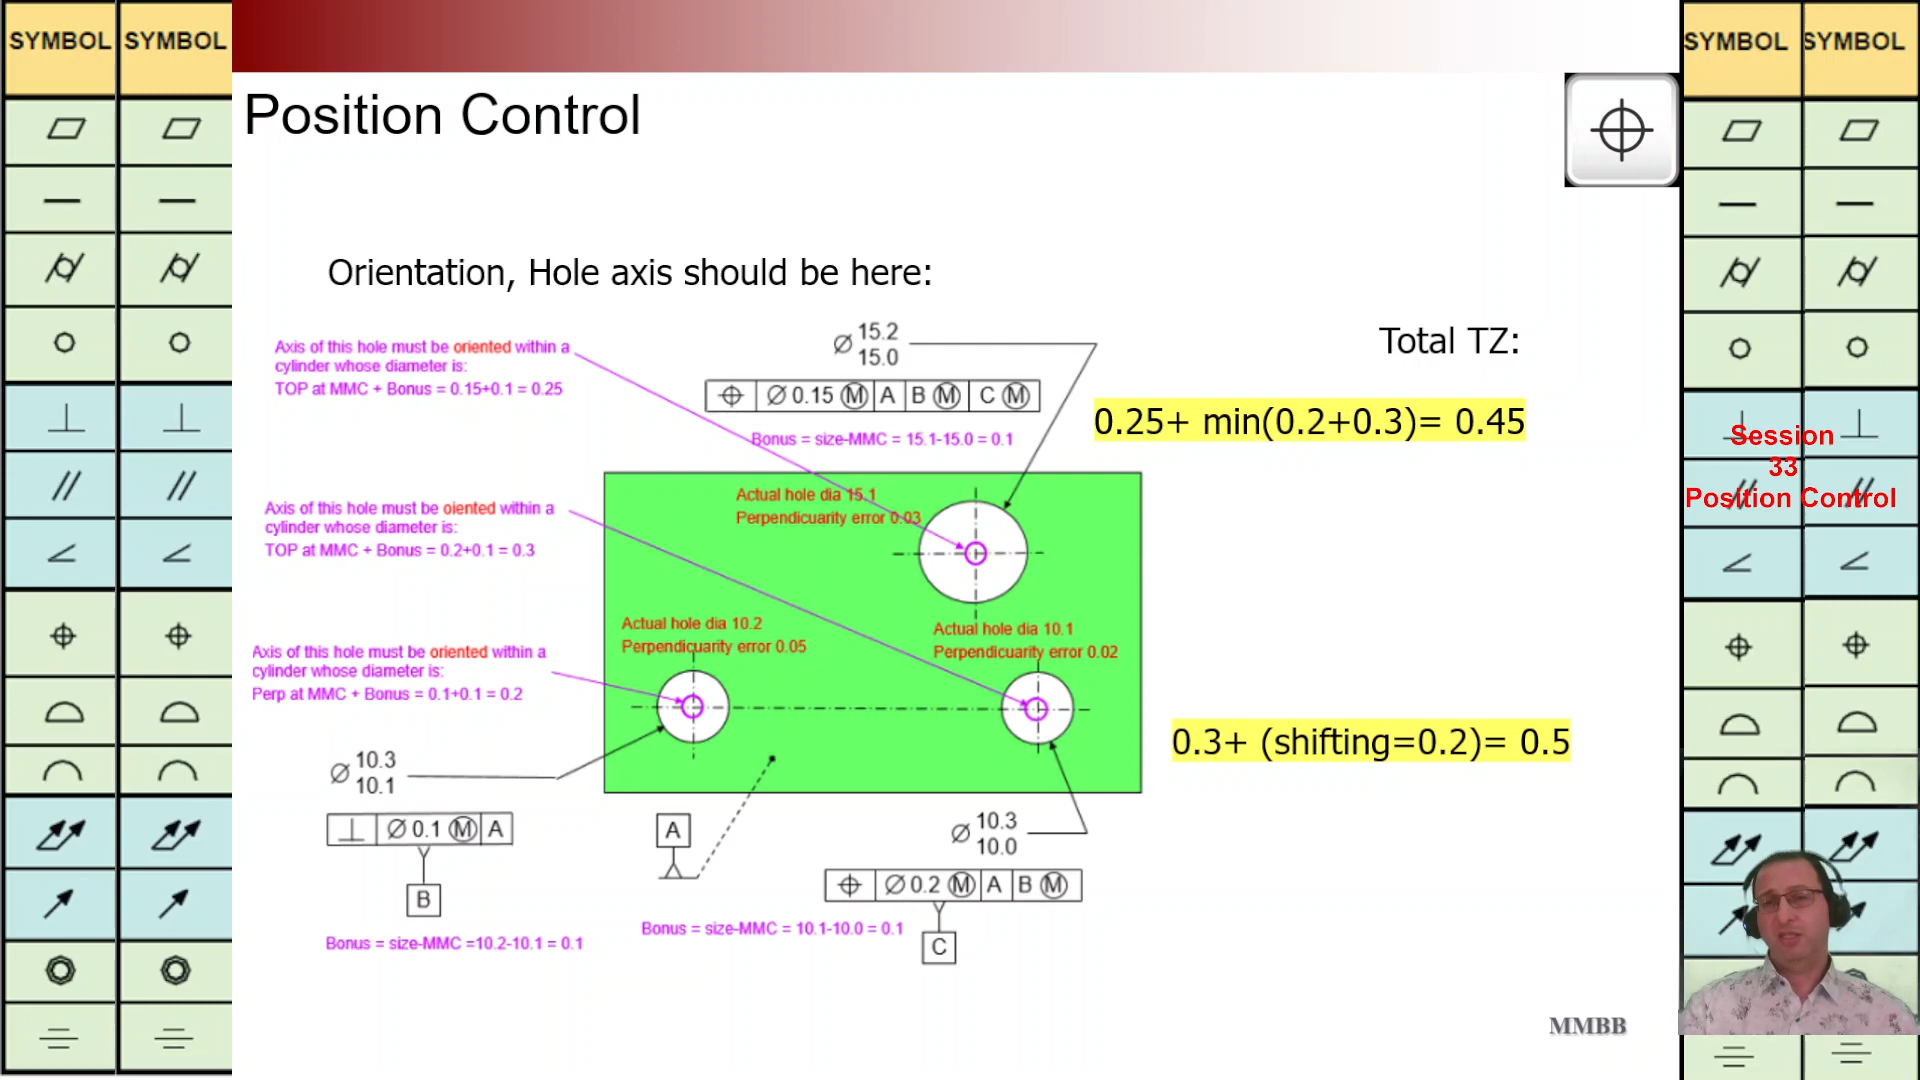 SYMBOL SYMBOL
SYMBOL SYMBOL
Position Control
Orientation, Hole axis should be here:
Axis of this hole must be oriented within a
cylinder whose diameter is:
TOP at MMC + Bonus = 0.15+0.1 = 0.25
⌀ 15.2
15.0
⌖ ⌀ 0.15 Ⓜ A B Ⓜ C Ⓜ
Bonus = size-MMC = 15.1-15.0 = 0.1
Total TZ:
0.25+ min(0.2+0.3)= 0.45
Session
33
Position Control
Actual hole dia 15.1
Perpendicuarity error 0.03
Axis of this hole must be oiented within a
cylinder whose diameter is:
TOP at MMC + Bonus = 0.2+0.1 = 0.3
Actual hole dia 10.2
Perpendicuarity error 0.05
Actual hole dia 10.1
Perpendicuarity error 0.02
Axis of this hole must be oriented within a
cylinder whose diameter is:
Perp at MMC + Bonus = 0.1+0.1 = 0.2
0.3+ (shifting=0.2)= 0.5
⌀ 10.3
10.1
⟂ ⌀ 0.1 Ⓜ A
B
Bonus = size-MMC =10.2-10.1 = 0.1
A
⌀ 10.3
10.0
⌖ ⌀ 0.2 Ⓜ A B Ⓜ
C
Bonus = size-MMC = 10.1-10.0 = 0.1
MMBB